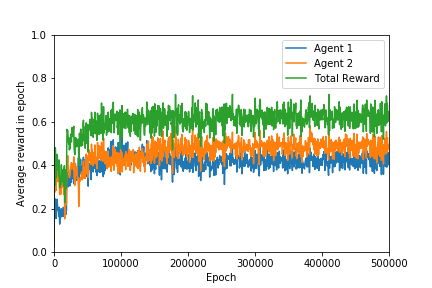 1.0
0.8
0.6
0.4
0.2
0.0
Average reward in epoch
Agent 1
Agent 2
Total Reward
0
100000
200000
300000
400000
500000
Epoch